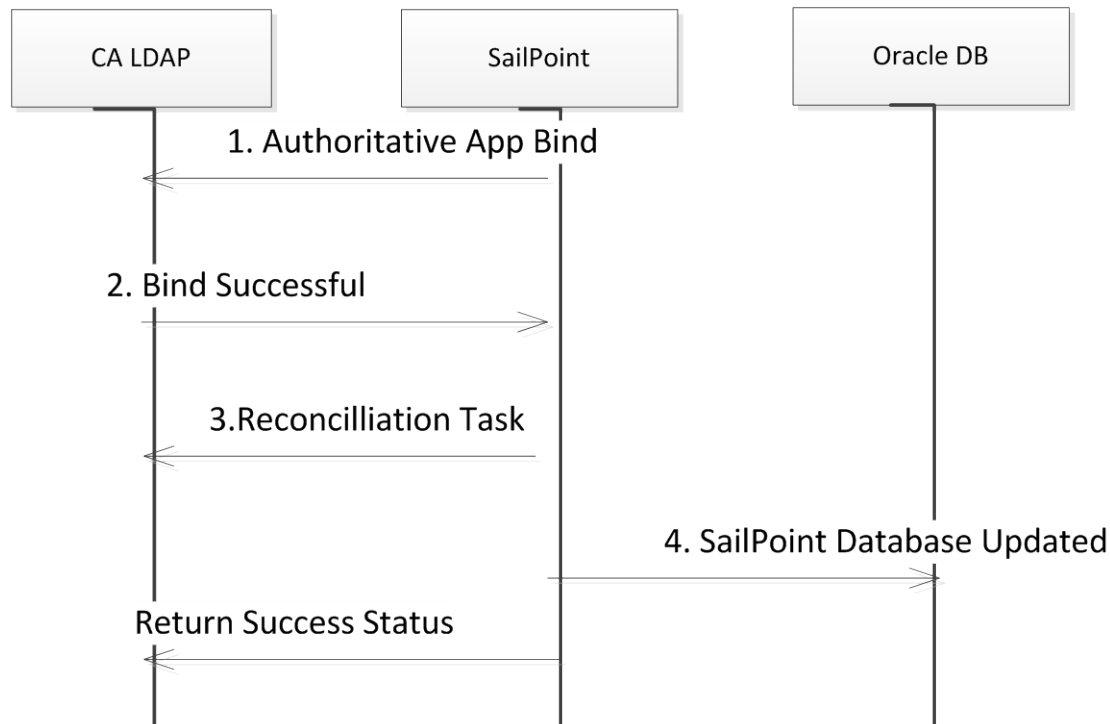 CA LDAP
SailPoint
Oracle DB
1. Authoritative App Bind
2. Bind Successful
3.Reconcilliation Task
4. SailPoint Database Updated
Return Success Status